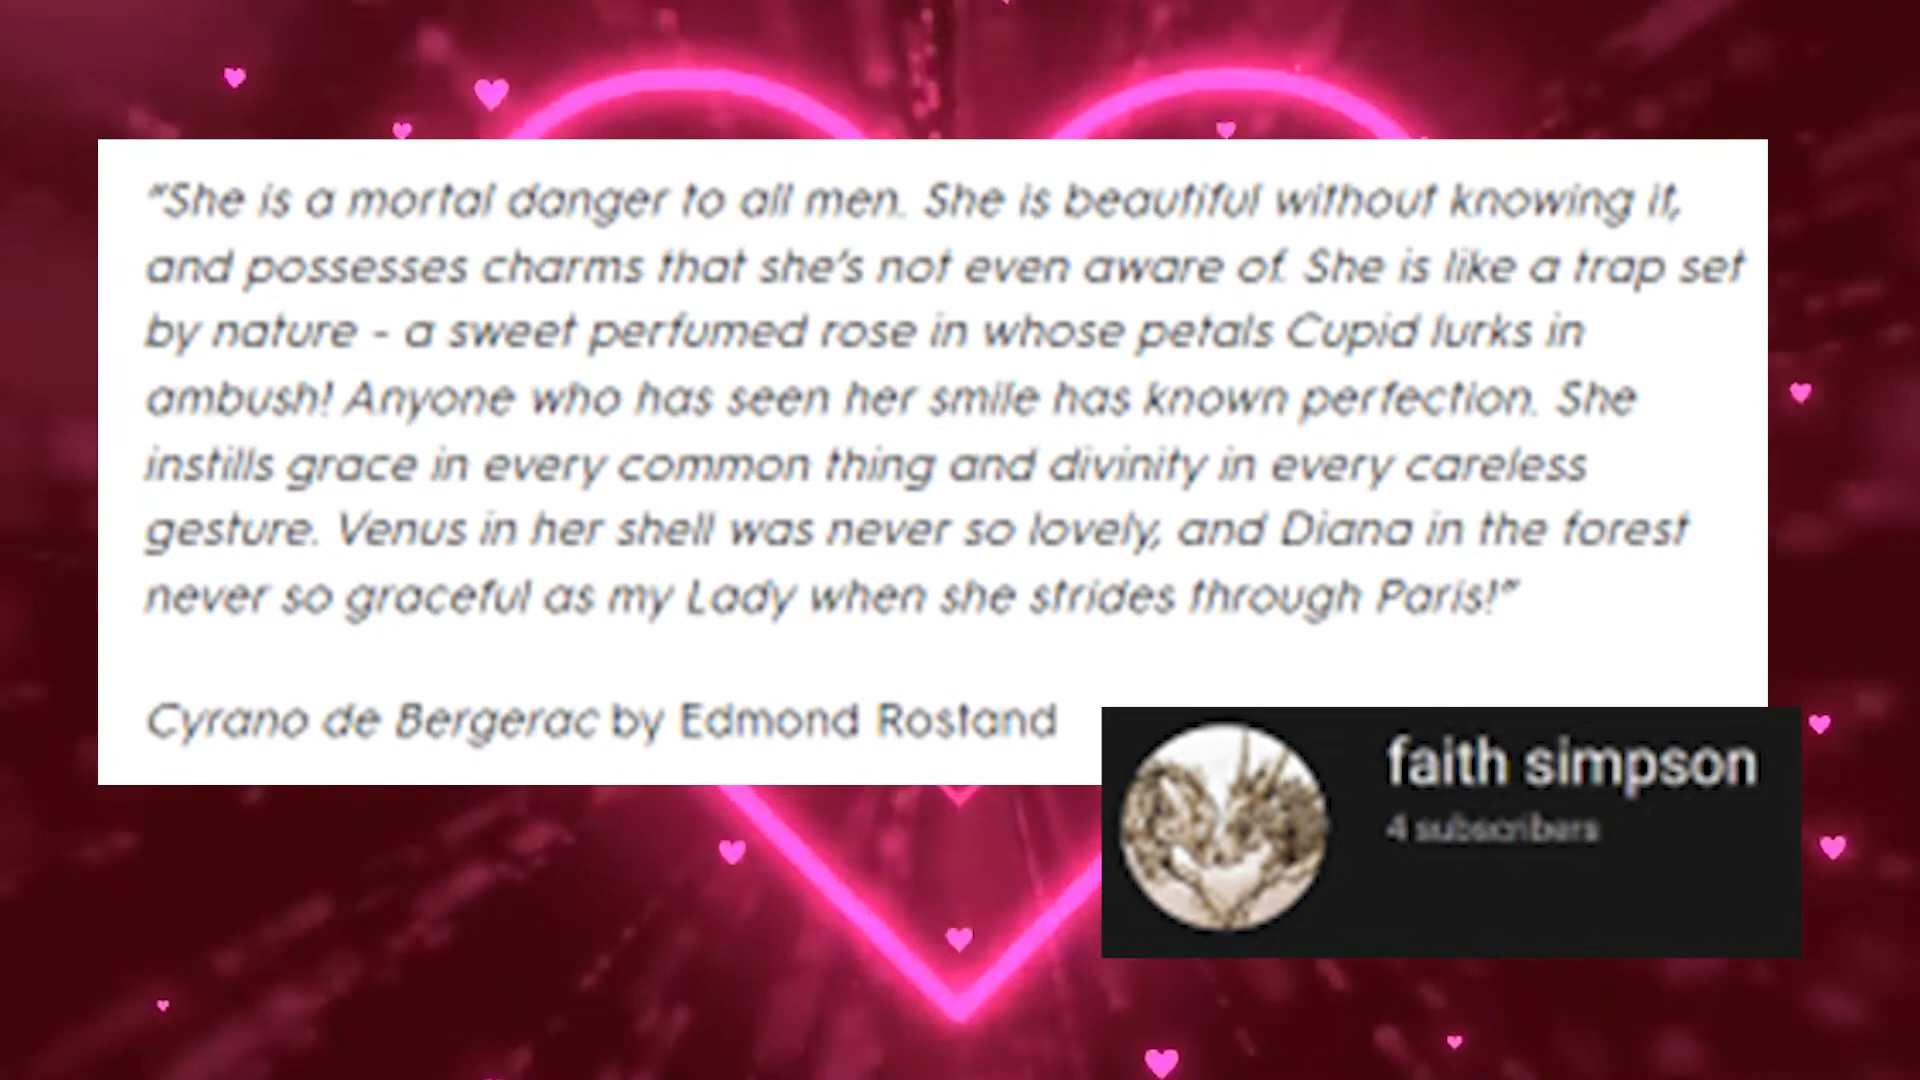 “She is a mortal danger to all men. She is beautiful without knowing it,
and possesses charms that she’s not even aware of. She is like a trap set
by nature - a sweet perfumed rose in whose petals Cupid lurks in
ambush! Anyone who has seen her smile has known perfection. She
instills grace in every common thing and divinity in every careless
gesture. Venus in her shell was never so lovely, and Diana in the forest
never so graceful as my Lady when she strides through Paris!”
Cyrano de Bergerac by Edmond Rostand
faith simpson
4 subscribers